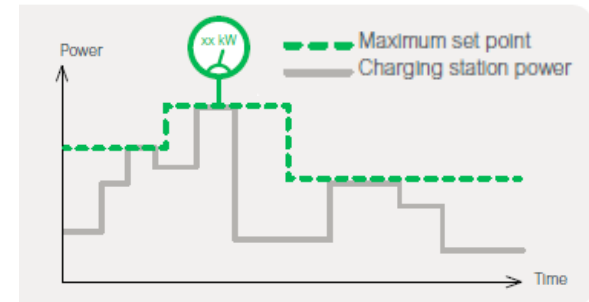 Power
xx kW
Maximum set point
Charging station power
Time